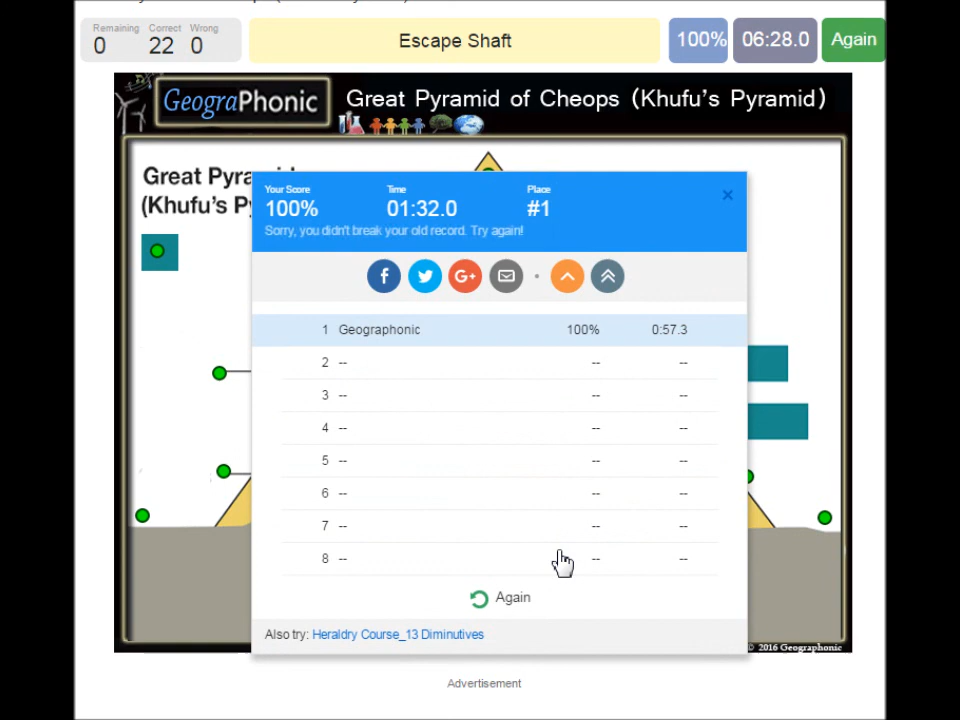 Remaining Correct Wrong
0 22 0
Escape Shaft
100%
06:28.0
Again
GeograPhonic
Great Pyramid of Cheops (Khufu's Pyramid)
Great Pyra
(Khufu's Py
Your Score Time Place
100% 01:32.0 #1
Sorry, you didn't break your old record. Try again!
1 Geographonic 100% 0:57.3
2 -- -- --
3 -- -- --
4 -- -- --
5 -- -- --
6 -- -- --
7 -- -- --
8 -- -- --
Again
Also try: Heraldry Course_13 Diminutives
© 2016 Geographonic
Advertisement